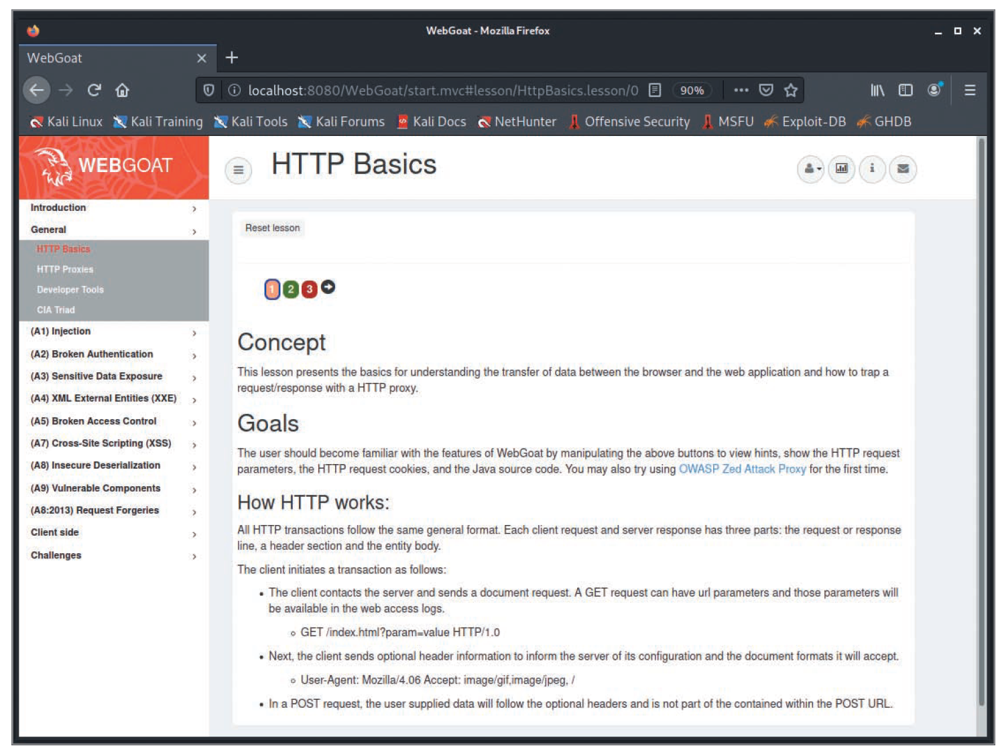 WebGoat - Mozilla Firefox
WebGoat
localhost:8080/WebGoat/start.mvc#lesson/HttpBasics.lesson/0
90%
Kali Linux Kali Training Kali Tools Kali Forums Kali Docs NetHunter Offensive Security MSFU Exploit-DB GHDB
WEBGOAT
HTTP Basics
Introduction
General
HTTP Basics
HTTP Proxies
Developer Tools
CIA Triad
(A1) Injection
(A2) Broken Authentication
(A3) Sensitive Data Exposure
(A4) XML External Entities (XXE)
(A5) Broken Access Control
(A7) Cross-Site Scripting (XSS)
(A8) Insecure Deserialization
(A9) Vulnerable Components
(A8:2013) Request Forgeries
Client side
Challenges
Reset lesson
1 2 3
Concept
This lesson presents the basics for understanding the transfer of data between the browser and the web application and how to trap a
request/response with a HTTP proxy.
Goals
The user should become familiar with the features of WebGoat by manipulating the above buttons to view hints, show the HTTP request
parameters, the HTTP request cookies, and the Java source code. You may also try using OWASP Zed Attack Proxy for the first time.
How HTTP works:
All HTTP transactions follow the same general format. Each client request and server response has three parts: the request or response
line, a header section and the entity body.
The client initiates a transaction as follows:
• The client contacts the server and sends a document request. A GET request can have url parameters and those parameters will
be available in the web access logs.
◦ GET /index.html?param=value HTTP/1.0
• Next, the client sends optional header information to inform the server of its configuration and the document formats it will accept.
◦ User-Agent: Mozilla/4.06 Accept: image/gif,image/jpeg, /
• In a POST request, the user supplied data will follow the optional headers and is not part of the contained within the POST URL.